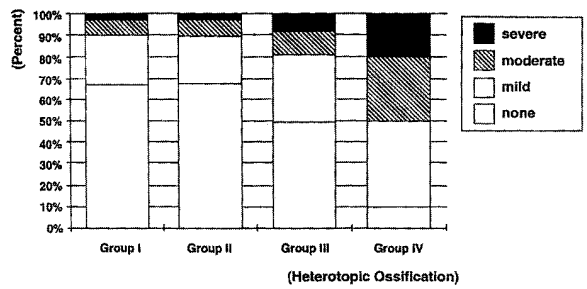 (Percent)
100%
90%
80%
70%
60%
50%
40%
30%
20%
10%
0%
Group I
Group II
Group III
Group IV
(Heterotopic Ossification)
severe
moderate
mild
none